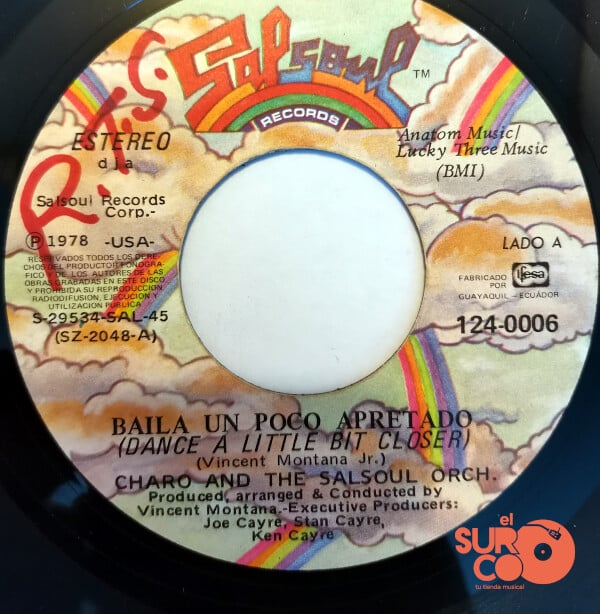 Salsoul
TM
RECORDS
R.T.S.
ESTEREO
d j a
Salsoul Records
Corp.-
Ⓟ 1978 -USA-
RESERVADOS TODOS LOS DERE-
CHOS DEL PRODUCTOR FONOGRA-
FICO Y DE LOS AUTORES DE LAS
OBRAS GRABADAS EN ESTE DISCO
Y PROHIBIDA SU REPRODUCCION,
RADIODIFUSION, EJECUCION Y
UTILIZACION PUBLICA
S-29534-SAL-45
(SZ-2048-A)
Anatom Music/
Lucky Three Music
(BMI)
LADO A
FABRICADO POR
GUAYAQUIL - ECUADOR
124-0006
BAILA UN POCO APRETADO
(DANCE A LITTLE BIT CLOSER)
(Vincent Montana Jr.)
CHARO AND THE SALSOUL ORCH.
Produced, arranged & Conducted by
Vincent Montana.-Executive Producers:
Joe Cayre, Stan Cayre,
Ken Cayre
el
SURCO
tu tienda musical